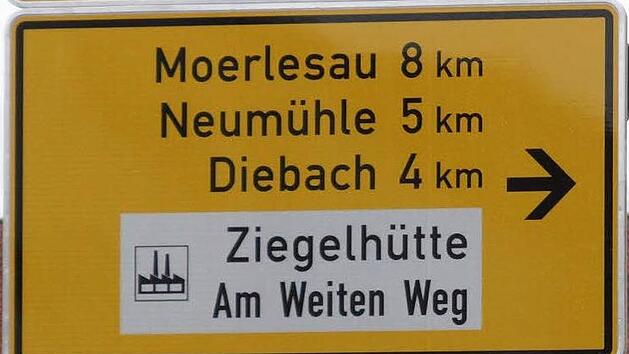 Moerlesau 8 km
Neumühle 5 km
Diebach 4 km
Ziegelhütte
Am Weiten Weg